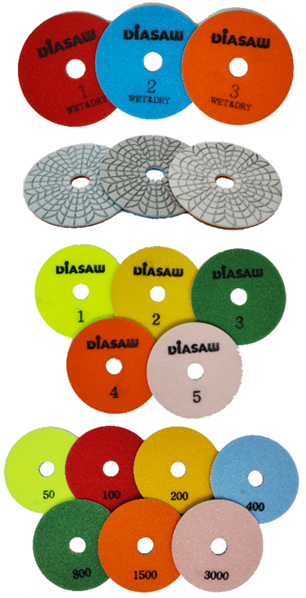 DIASAW
1
WET&DRY
DIASAW
2
WET&DRY
DIASAW
3
WET&DRY
DIASAW
1
DIASAW
2
DIASAW
3
DIASAW
4
DIASAW
5
50
100
200
400
800
1500
3000